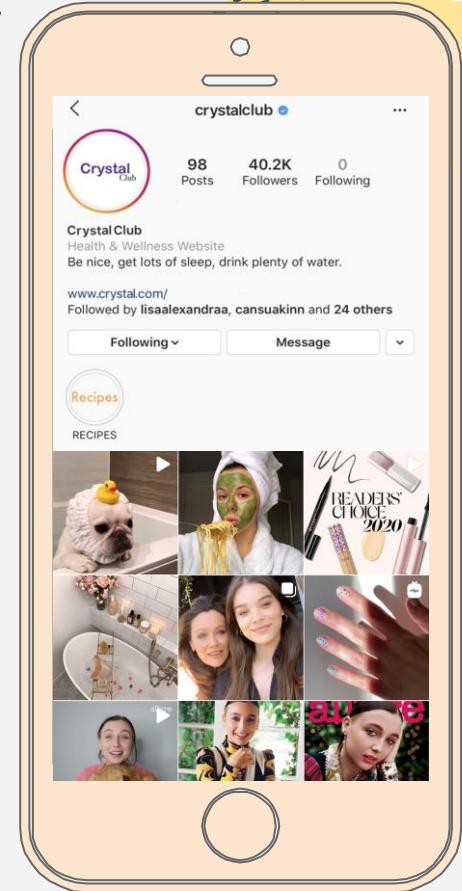 crystalclub
...
Crystal
Club
98
Posts
40.2K
Followers
0
Following
Crystal Club
Health & Wellness Website
Be nice, get lots of sleep, drink plenty of water.
www.crystal.com/
Followed by lisaalexandraa, cansuakinn and 24 others
Following
Message
Recipes
RECIPES
READERS'
CHOICE
2020
allure
allure